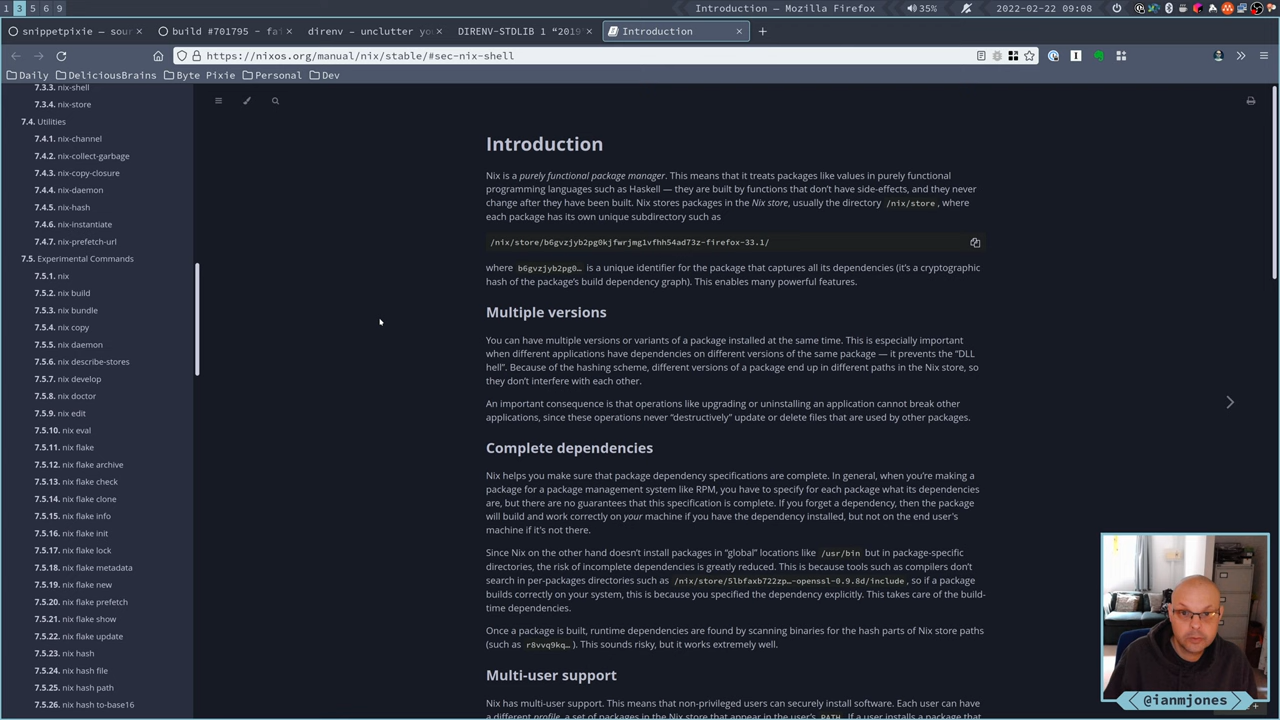 1 3 5 6 9
Introduction — Mozilla Firefox
35%
2022-02-22 09:08
snippetpixie — sour
build #701795 – fai
direnv – unclutter yo
DIRENV-STDLIB 1 “2019”
Introduction
https://nixos.org/manual/nix/stable/#sec-nix-shell
Daily
DeliciousBrains
Byte Pixie
Personal
Dev
7.3.3. nix-shell
7.3.4. nix-store
7.4. Utilities
7.4.1. nix-channel
7.4.2. nix-collect-garbage
7.4.3. nix-copy-closure
7.4.4. nix-daemon
7.4.5. nix-hash
7.4.6. nix-instantiate
7.4.7. nix-prefetch-url
7.5. Experimental Commands
7.5.1. nix
7.5.2. nix build
7.5.3. nix bundle
7.5.4. nix copy
7.5.5. nix daemon
7.5.6. nix describe-stores
7.5.7. nix develop
7.5.8. nix doctor
7.5.9. nix edit
7.5.10. nix eval
7.5.11. nix flake
7.5.12. nix flake archive
7.5.13. nix flake check
7.5.14. nix flake clone
7.5.15. nix flake info
7.5.16. nix flake init
7.5.17. nix flake lock
7.5.18. nix flake metadata
7.5.19. nix flake new
7.5.20. nix flake prefetch
7.5.21. nix flake show
7.5.22. nix flake update
7.5.23. nix hash
7.5.24. nix hash file
7.5.25. nix hash path
7.5.26. nix hash to-base16
Introduction
Nix is a purely functional package manager. This means that it treats packages like values in purely functional
programming languages such as Haskell — they are built by functions that don’t have side-effects, and they never
change after they have been built. Nix stores packages in the Nix store, usually the directory /nix/store, where
each package has its own unique subdirectory such as
/nix/store/b6gvzjyb2pg0kjfwrjmg1vfhh54ad73z-firefox-33.1/
where b6gvzjyb2pg0… is a unique identifier for the package that captures all its dependencies (it’s a cryptographic
hash of the package’s build dependency graph). This enables many powerful features.
Multiple versions
You can have multiple versions or variants of a package installed at the same time. This is especially important
when different applications have dependencies on different versions of the same package — it prevents the “DLL
hell”. Because of the hashing scheme, different versions of a package end up in different paths in the Nix store, so
they don’t interfere with each other.
An important consequence is that operations like upgrading or uninstalling an application cannot break other
applications, since these operations never “destructively” update or delete files that are used by other packages.
Complete dependencies
Nix helps you make sure that package dependency specifications are complete. In general, when you’re making a
package for a package management system like RPM, you have to specify for each package what its dependencies
are, but there are no guarantees that this specification is complete. If you forget a dependency, then the package
will build and work correctly on your machine if you have the dependency installed, but not on the end user's
machine if it's not there.
Since Nix on the other hand doesn’t install packages in “global” locations like /usr/bin but in package-specific
directories, the risk of incomplete dependencies is greatly reduced. This is because tools such as compilers don’t
search in per-packages directories such as /nix/store/5lbfaxb722zp…-openssl-0.9.8d/include, so if a package
builds correctly on your system, this is because you specified the dependency explicitly. This takes care of the build-
time dependencies.
Once a package is built, runtime dependencies are found by scanning binaries for the hash parts of Nix store paths
(such as r8vvq9kq…). This sounds risky, but it works extremely well.
Multi-user support
Nix has multi-user support. This means that non-privileged users can securely install software. Each user can have
a different profile, a set of packages in the Nix store that appear in the user’s PATH. If a user installs a package that
@ianmjones